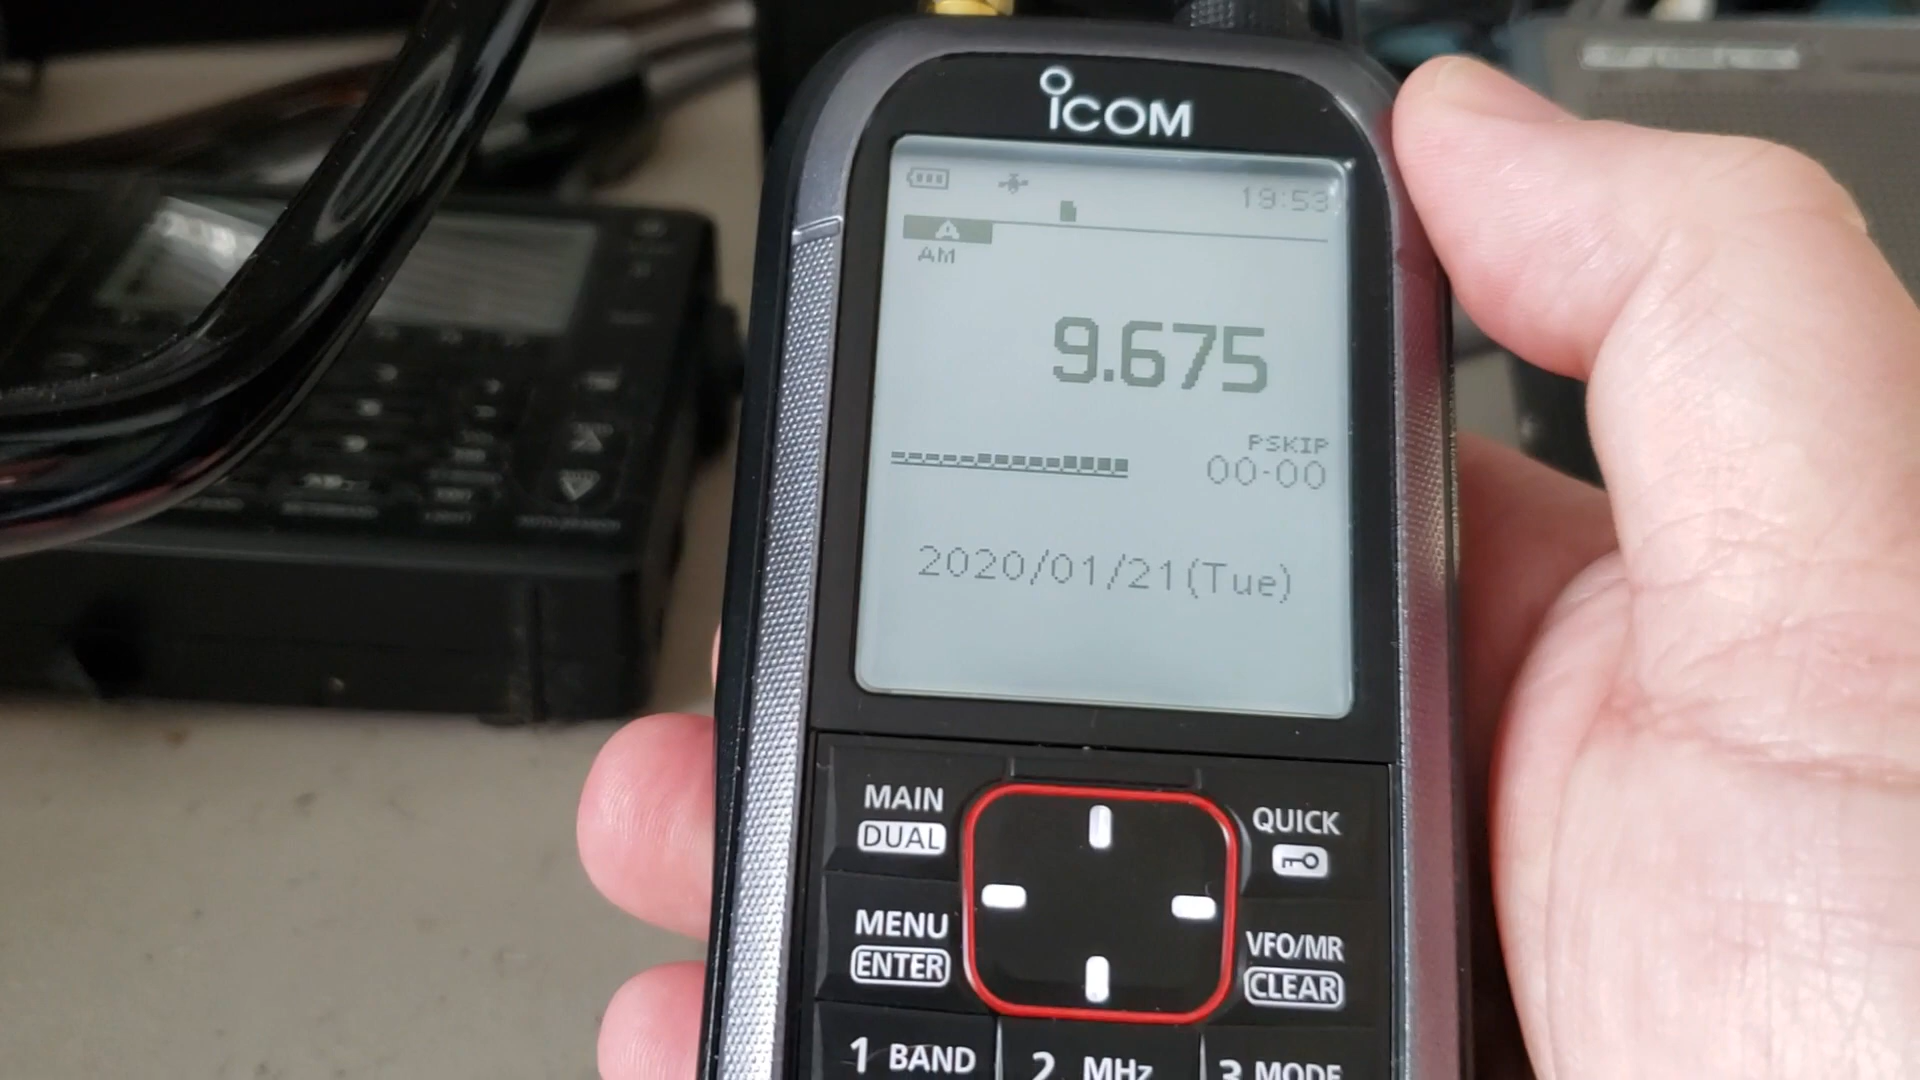 ICOM
19:53
A
AM
9.675
PSKIP
00-00
2020/01/21(Tue)
MAIN
DUAL
QUICK
MENU
ENTER
VFO/MR
CLEAR
1 BAND
2 MHz
3 MODE